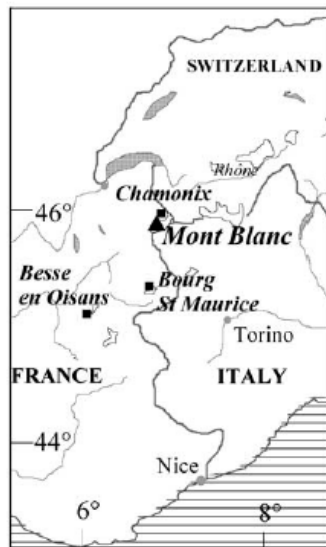 SWITZERLAND
Rhône
Chamonix
46°
Mont Blanc
Besse
en Oisans
Bourg
St Maurice
Torino
FRANCE
ITALY
44°
Nice
6°
8°